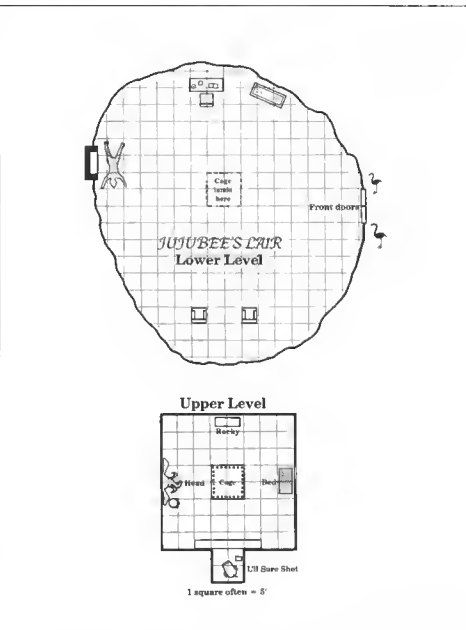 Cage
lands
here
Front doors
JUJUBEE'S LAIR
Lower Level
Upper Level
Rocky
Head
Cage
Bed
L'll Sure Shot
1 square often = 5'